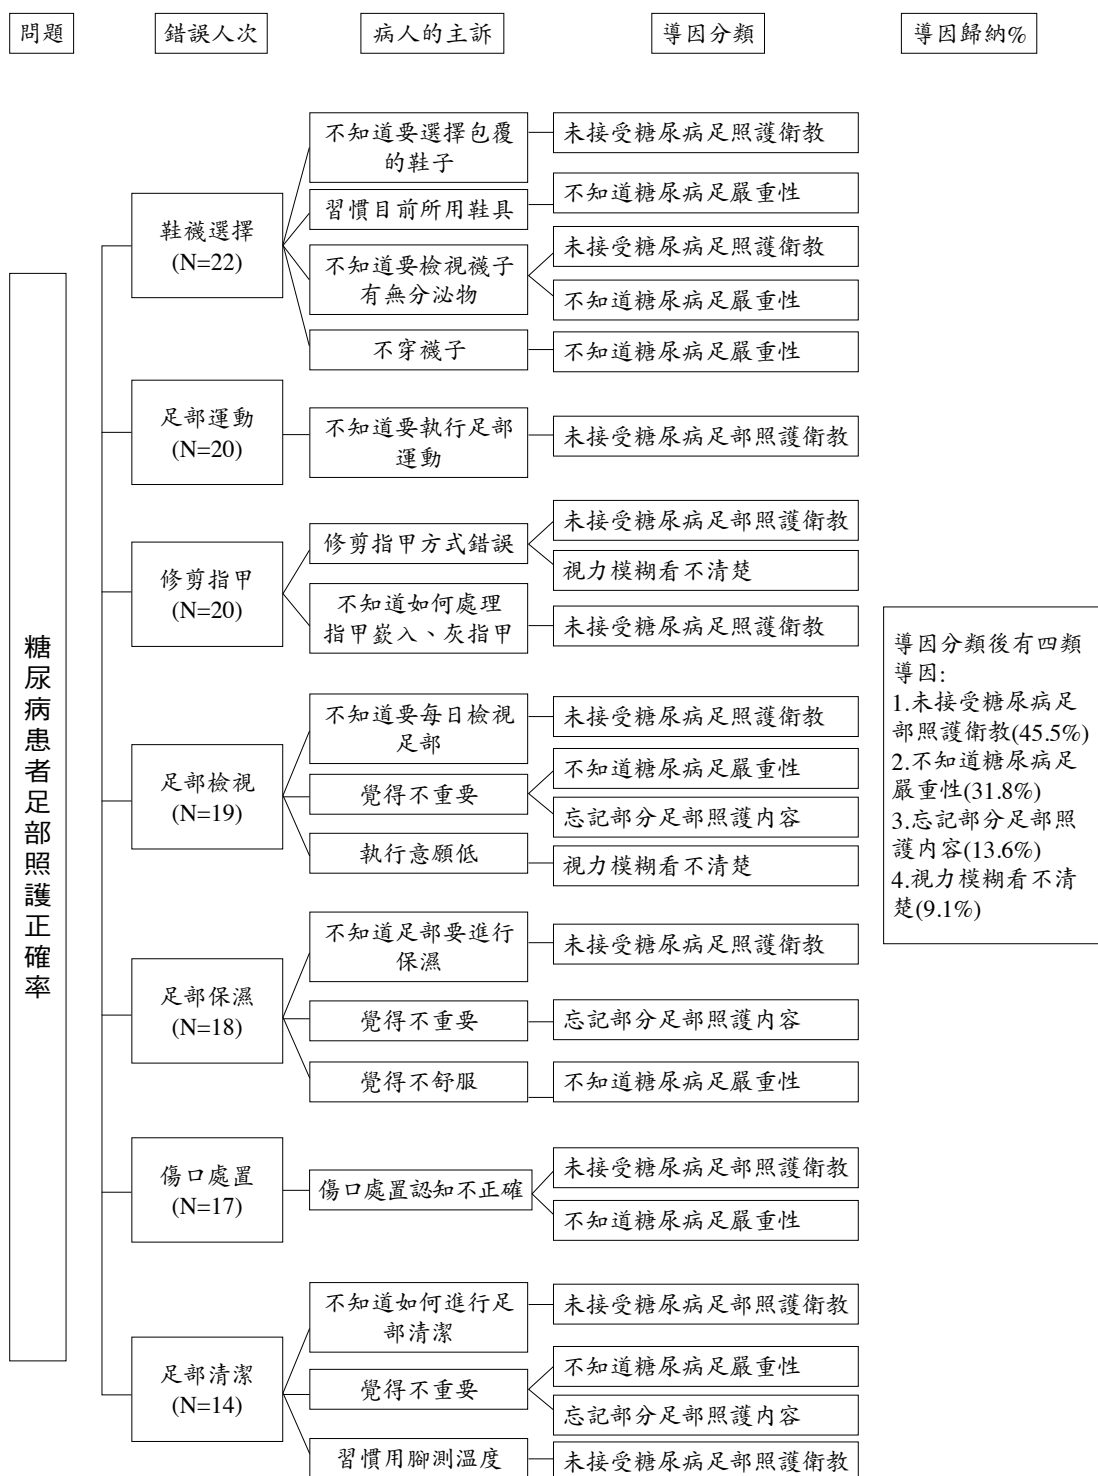 問題
錯誤人次
病人的主訴
導因分類
導因歸納%
糖尿病患者足部照護正確率
鞋襪選擇
(N=22)
不知道要選擇包覆
的鞋子
未接受糖尿病足照護衛教
習慣目前所用鞋具
不知道糖尿病足嚴重性
不知道要檢視襪子
有無分泌物
未接受糖尿病足照護衛教
不知道糖尿病足嚴重性
不穿襪子
不知道糖尿病足嚴重性
足部運動
(N=20)
不知道要執行足部
運動
未接受糖尿病足部照護衛教
修剪指甲
(N=20)
修剪指甲方式錯誤
未接受糖尿病足部照護衛教
視力模糊看不清楚
不知道如何處理
指甲嵌入、灰指甲
未接受糖尿病足照護衛教
足部檢視
(N=19)
不知道要每日檢視
足部
未接受糖尿病足照護衛教
覺得不重要
不知道糖尿病足嚴重性
忘記部分足部照護內容
執行意願低
視力模糊看不清楚
足部保濕
(N=18)
不知道足部要進行
保濕
未接受糖尿病足照護衛教
覺得不重要
忘記部分足部照護內容
覺得不舒服
不知道糖尿病足嚴重性
傷口處置
(N=17)
傷口處置認知不正確
未接受糖尿病足部照護衛教
不知道糖尿病足嚴重性
足部清潔
(N=14)
不知道如何進行足
部清潔
未接受糖尿病足部照護衛教
覺得不重要
不知道糖尿病足嚴重性
忘記部分足部照護內容
習慣用腳測溫度
未接受糖尿病足部照護衛教
導因分類後有四類
導因:
1.未接受糖尿病足
部照護衛教(45.5%)
2.不知道糖尿病足
嚴重性(31.8%)
3.忘記部分足部照
護內容(13.6%)
4.視力模糊看不清
楚(9.1%)